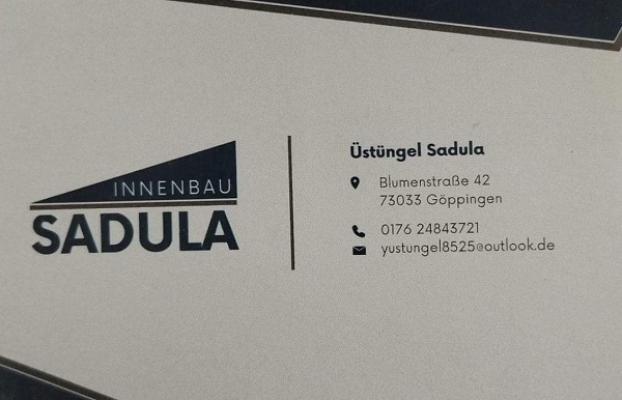 INNENBAU
SADULA
Üstüngel Sadula
Blumenstraße 42
73033 Göppingen
0176 24843721
yustungel8525@outlook.de